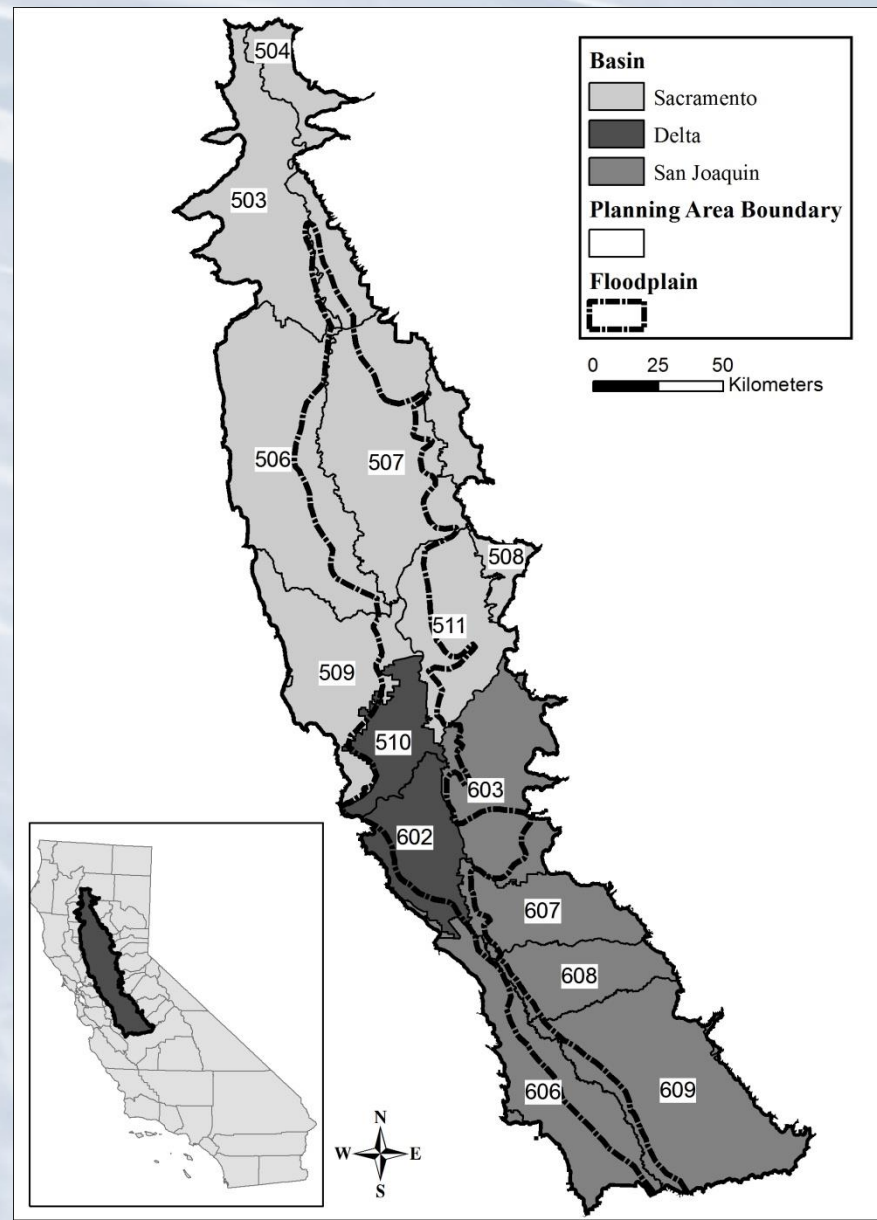 504
503
Basin
Sacramento
Delta
San Joaquin
Planning Area Boundary
Floodplain
0 25 50
Kilometers
506
507
508
511
509
510
603
602
607
608
606
609
N
W E
S